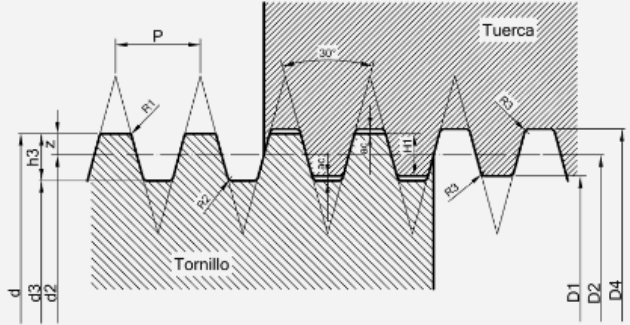 Tuerca
P
30°
R1
R3
z
h3
ac
ac
H1
R2
R3
Tornillo
d
d3
d2
D1
D2
D4